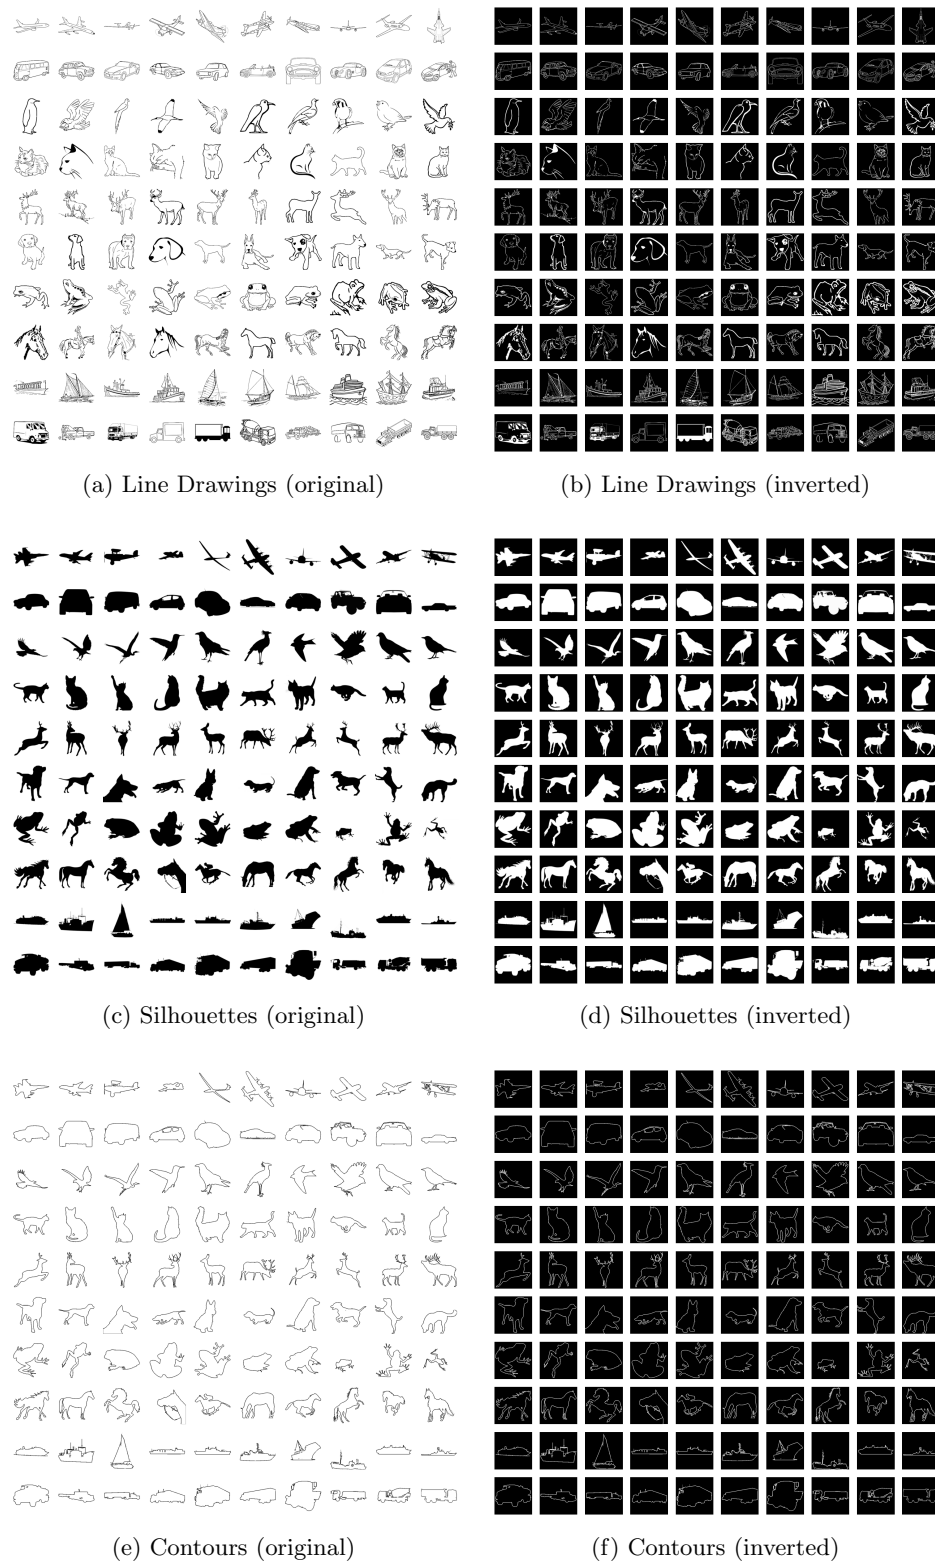 (a) Line Drawings (original)
(b) Line Drawings (inverted)
(c) Silhouettes (original)
(d) Silhouettes (inverted)
(e) Contours (original)
(f) Contours (inverted)